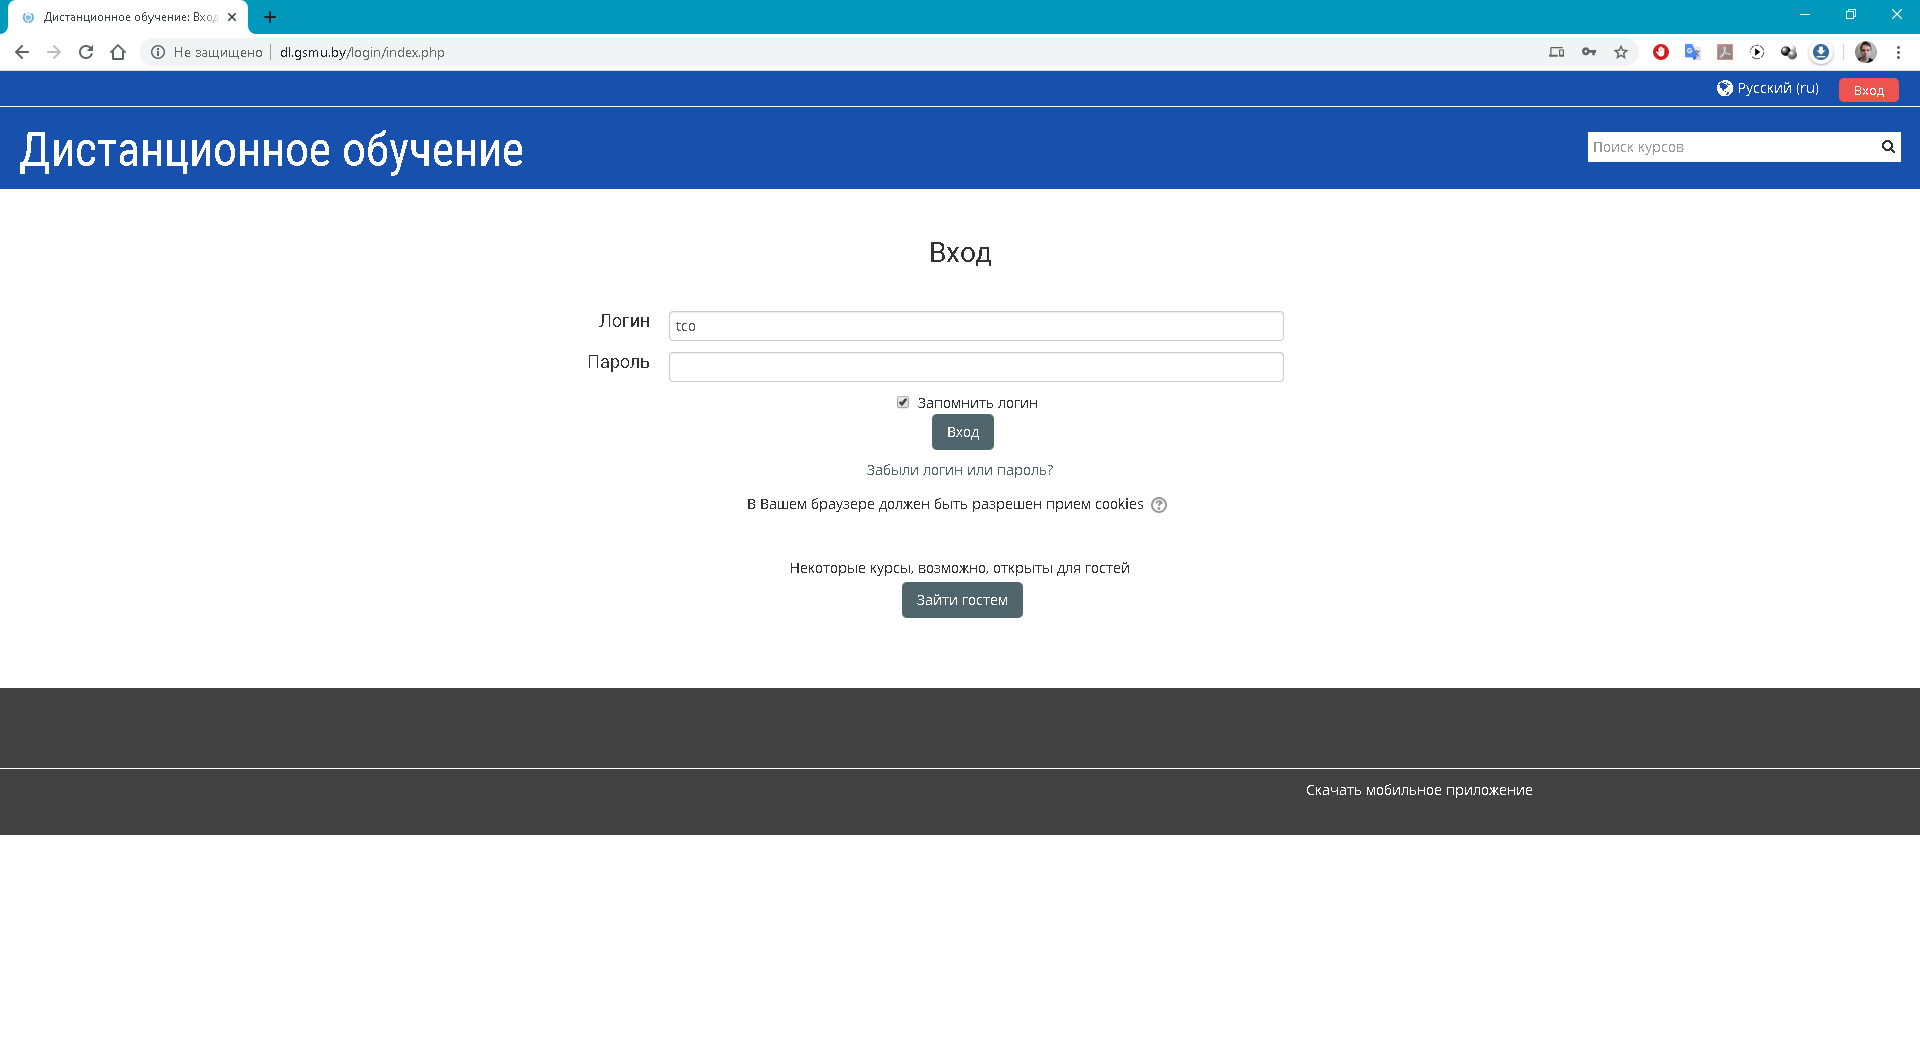 Дистанционное обучение: Вход
Не защищено
dl.gsmu.by/login/index.php
Русский (ru)
Вход
Дистанционное обучение
Поиск курсов
Вход
Логин
tco
Пароль
Запомнить логин
Вход
Забыли логин или пароль?
В Вашем браузере должен быть разрешен прием cookies
Некоторые курсы, возможно, открыты для гостей
Зайти гостем
Скачать мобильное приложение